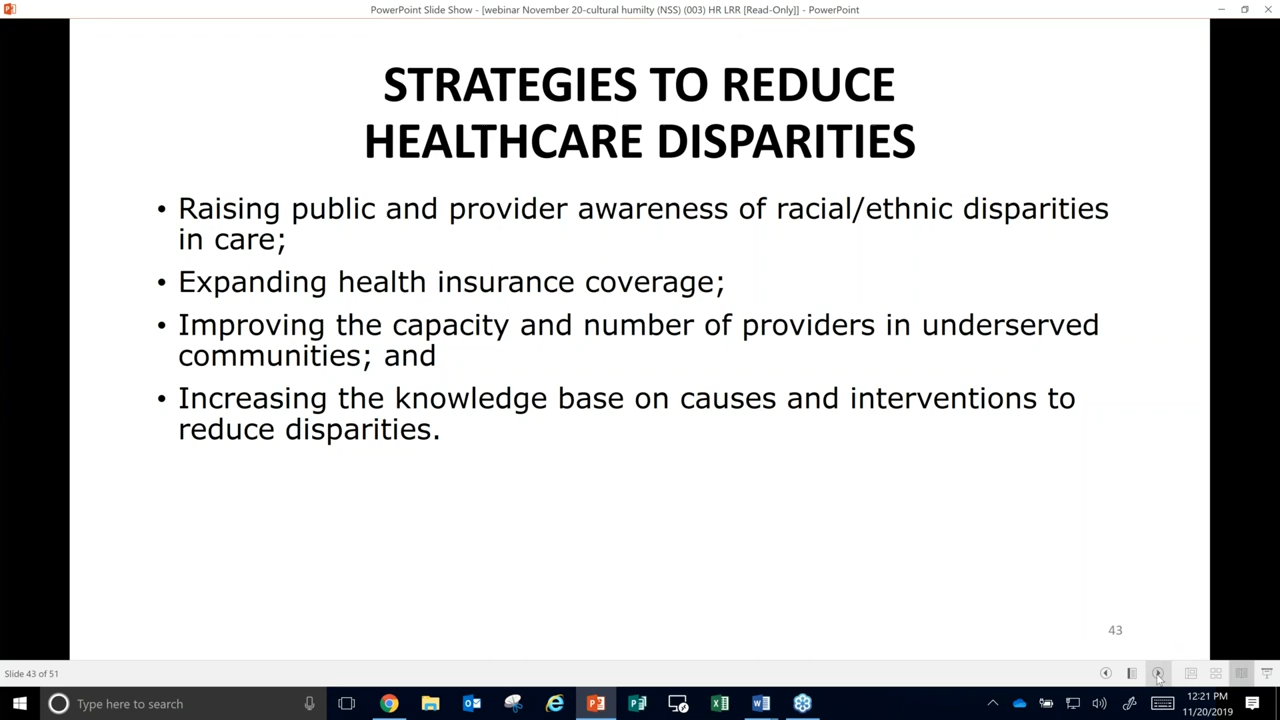 PowerPoint Slide Show - [webinar November 20-cultural humilty (NSS) (003) HR LRR [Read-Only]] - PowerPoint
STRATEGIES TO REDUCE
HEALTHCARE DISPARITIES
• Raising public and provider awareness of racial/ethnic disparities
in care;
• Expanding health insurance coverage;
• Improving the capacity and number of providers in underserved
communities; and
• Increasing the knowledge base on causes and interventions to
reduce disparities.
43
Slide 43 of 51
Type here to search
12:21 PM
11/20/2019